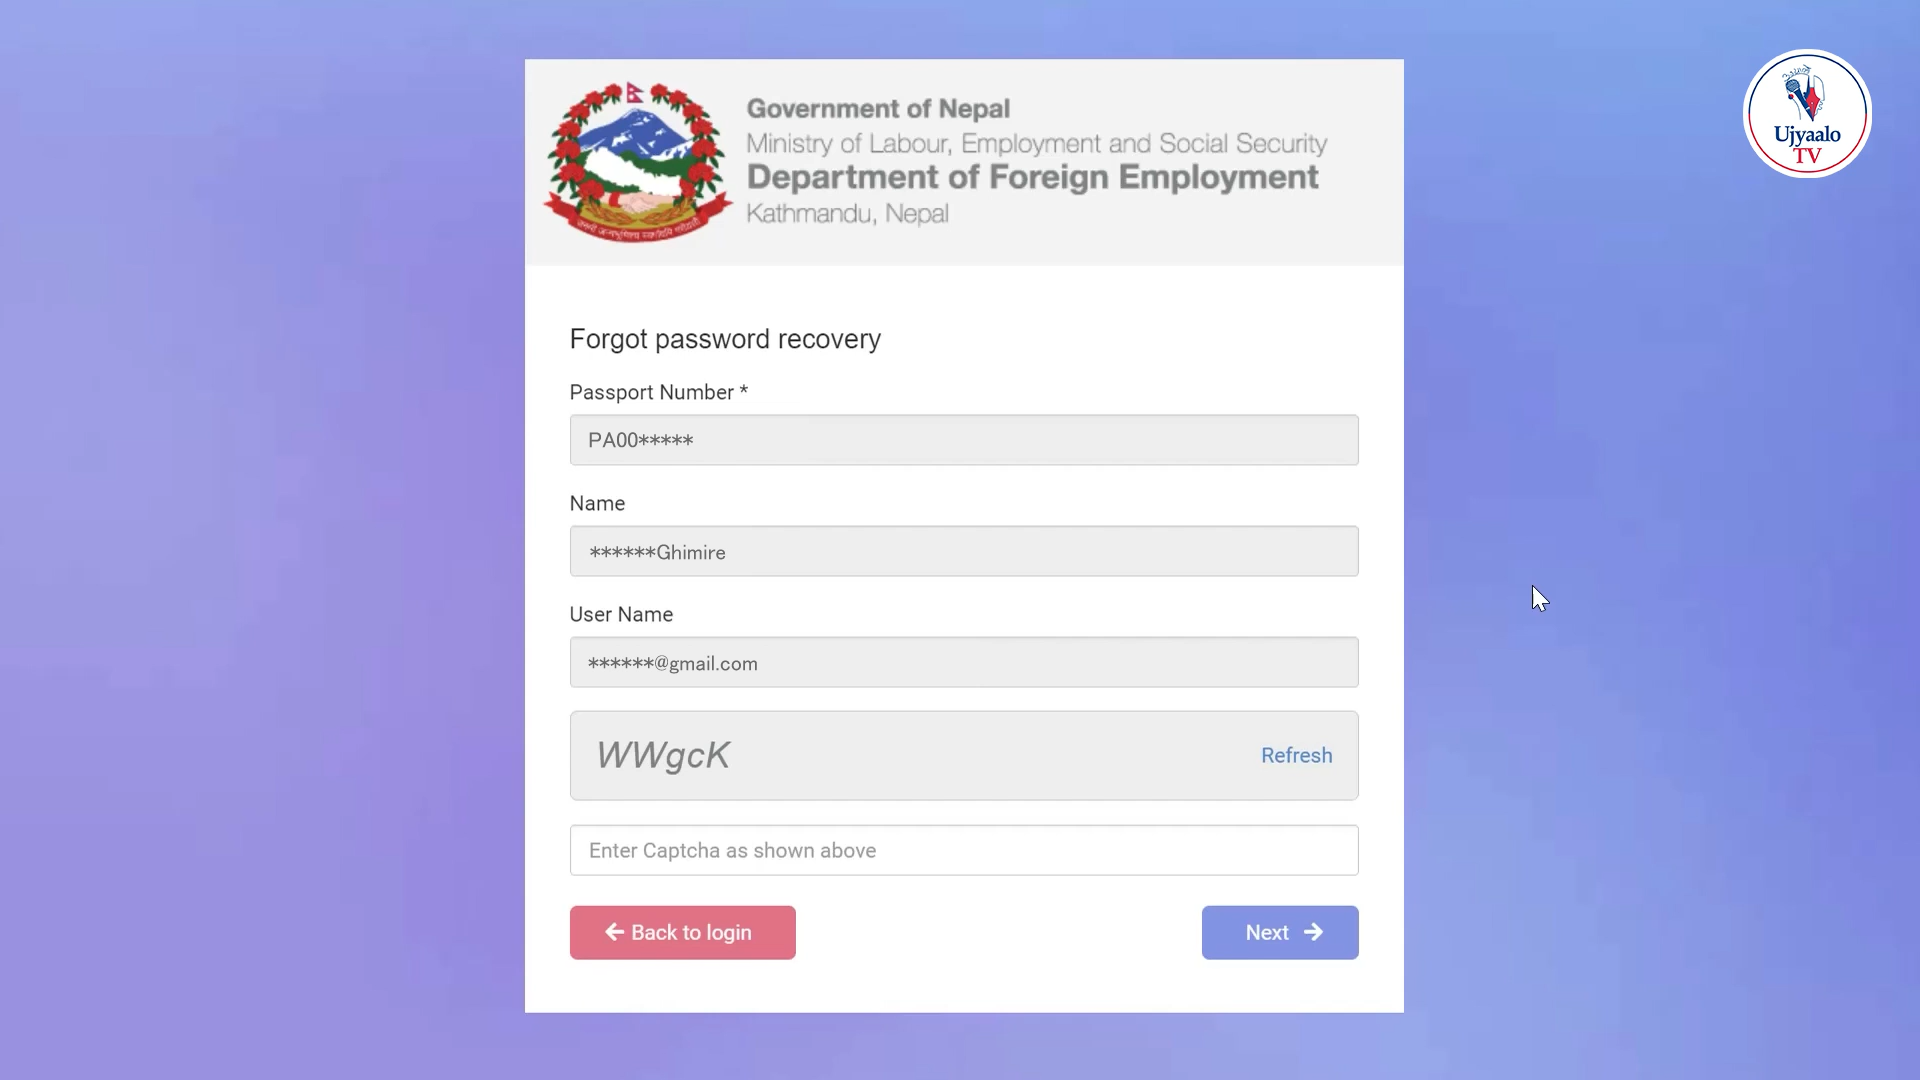 Government of Nepal
Ministry of Labour, Employment and Social Security
Department of Foreign Employment
Kathmandu, Nepal
Ujyaalo
TV
Forgot password recovery
Passport Number *
PA00*****
Name
******Ghimire
User Name
******@gmail.com
WWgcK
Refresh
Enter Captcha as shown above
Back to login
Next